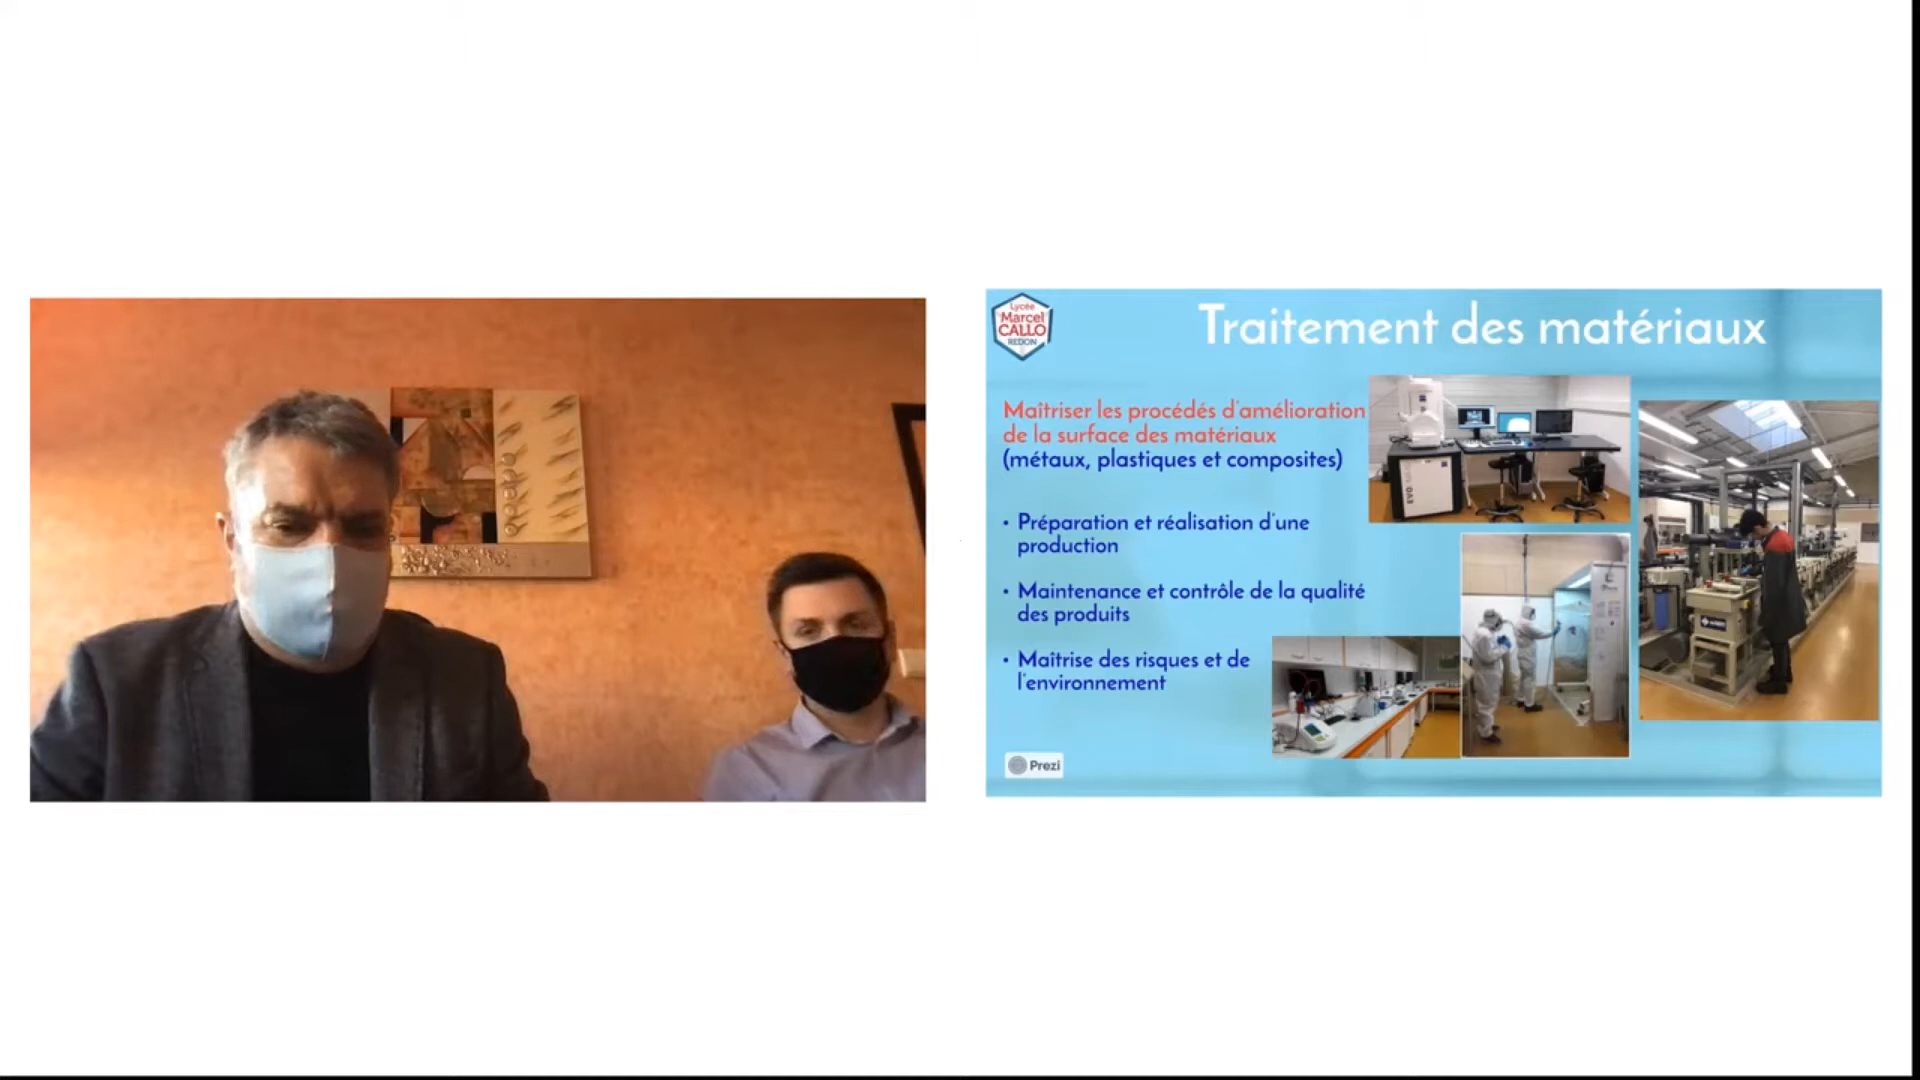 Lycée
Marcel
CALLO
REDON
Traitement des matériaux
Maîtriser les procédés d'amélioration
de la surface des matériaux
(métaux, plastiques et composites)
• Préparation et réalisation d'une
production
• Maintenance et contrôle de la qualité
des produits
• Maîtrise des risques et de
l'environnement
EVO
Prezi